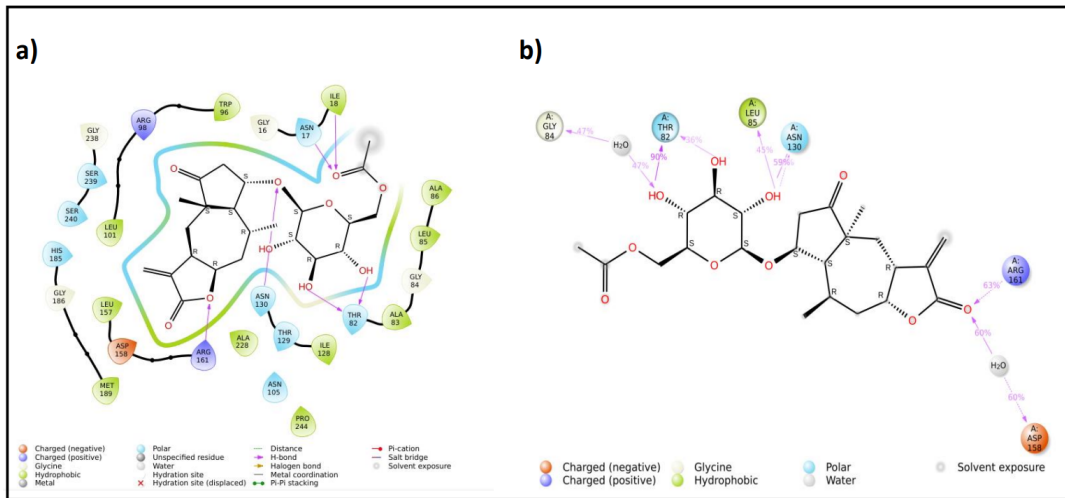 a)
TRP
96
ARG
98
GLY
238
SER
239
SER
240
LEU
101
HIS
185
GLY
186
LEU
157
ASP
158
MET
189
ARG
161
GLY
16
ASN
17
ILE
18
ALA
86
LEU
85
GLY
84
ALA
83
THR
82
ASN
130
THR
129
ILE
128
ALA
228
ASN
105
PRO
244
O
S
O
O
O
O
S
S
R
R
R
R
S
S
O
S
R
S
R
HO
HO
OH
O
O
Charged (negative)
Charged (positive)
Glycine
Hydrophobic
Metal
Polar
Unspecified residue
Water
Hydration site
Hydration site (displaced)
Distance
H-bond
Halogen bond
Metal coordination
Pi-Pi stacking
Pi-cation
Salt bridge
Solvent exposure
b)
A:
GLY
84
47%
H₂O
47%
A:
THR
82
90%
36%
A:
LEU
85
45%
A:
ASN
130
59%
OH
HO
OH
R
R
S
S
S
O
O
O
O
O
S
S
S
R
R
R
O
O
A:
ARG
161
63%
60%
H₂O
60%
A:
ASP
158
Charged (negative)
Charged (positive)
Glycine
Hydrophobic
Polar
Water
Solvent exposure